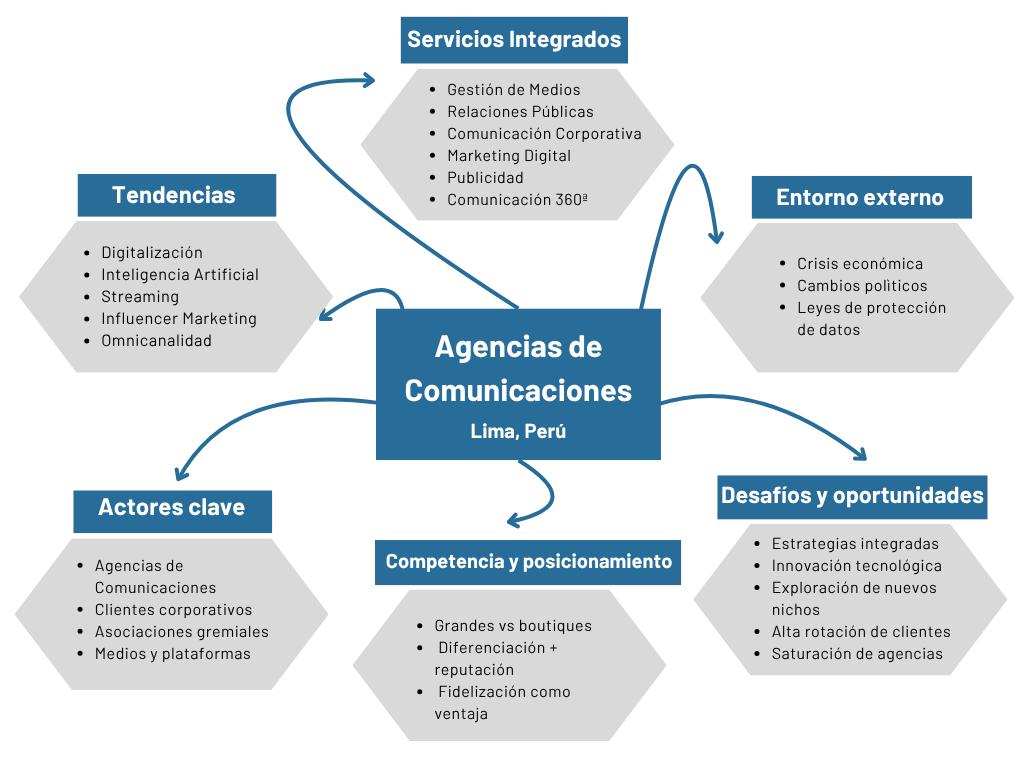 Servicios Integrados
• Gestión de Medios
• Relaciones Públicas
• Comunicación Corporativa
• Marketing Digital
• Publicidad
• Comunicación 360ª
Tendencias
• Digitalización
• Inteligencia Artificial
• Streaming
• Influencer Marketing
• Omnicanalidad
Entorno externo
• Crisis económica
• Cambios polìticos
• Leyes de protección
de datos
Agencias de
Comunicaciones
Lima, Perú
Actores clave
• Agencias de
Comunicaciones
• Clientes corporativos
• Asociaciones gremiales
• Medios y plataformas
Competencia y posicionamiento
• Grandes vs boutiques
• Diferenciación +
reputación
• Fidelización como
ventaja
Desafíos y oportunidades
• Estrategias integradas
• Innovación tecnológica
• Exploración de nuevos
nichos
• Alta rotación de clientes
• Saturación de agencias